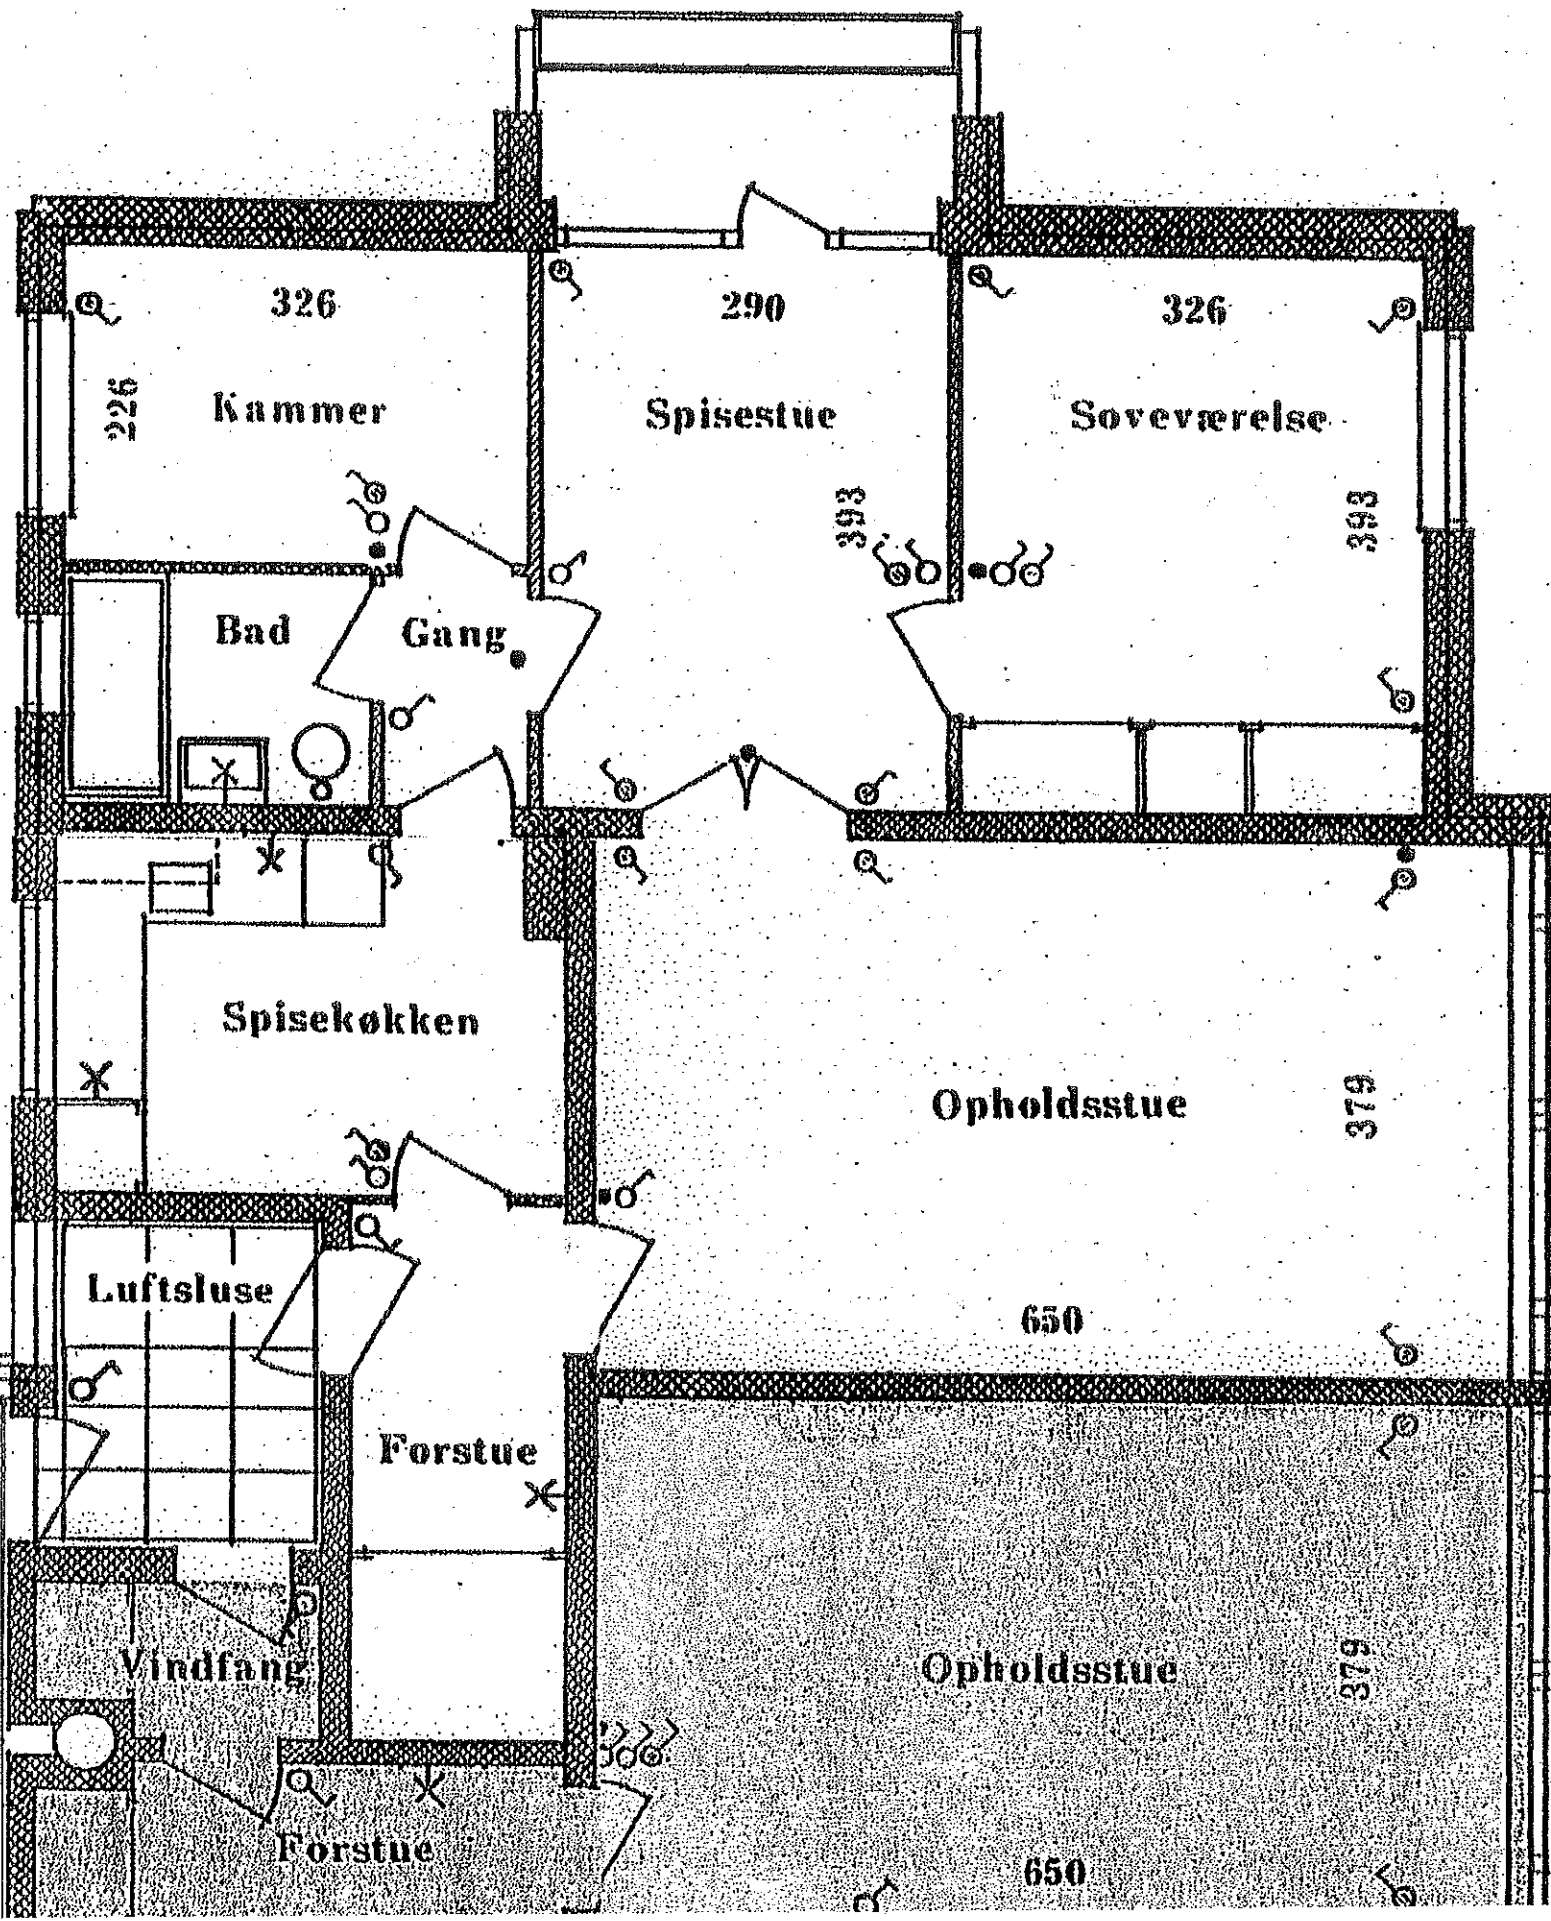 326
290
326
226
Kammer
Spisestue
Soveværelse
393
393
Bad
Gang
Spisekøkken
Opholdsstue
379
Luftsluse
650
Forstue
Vindfang
Opholdsstue
379
Forstue
650